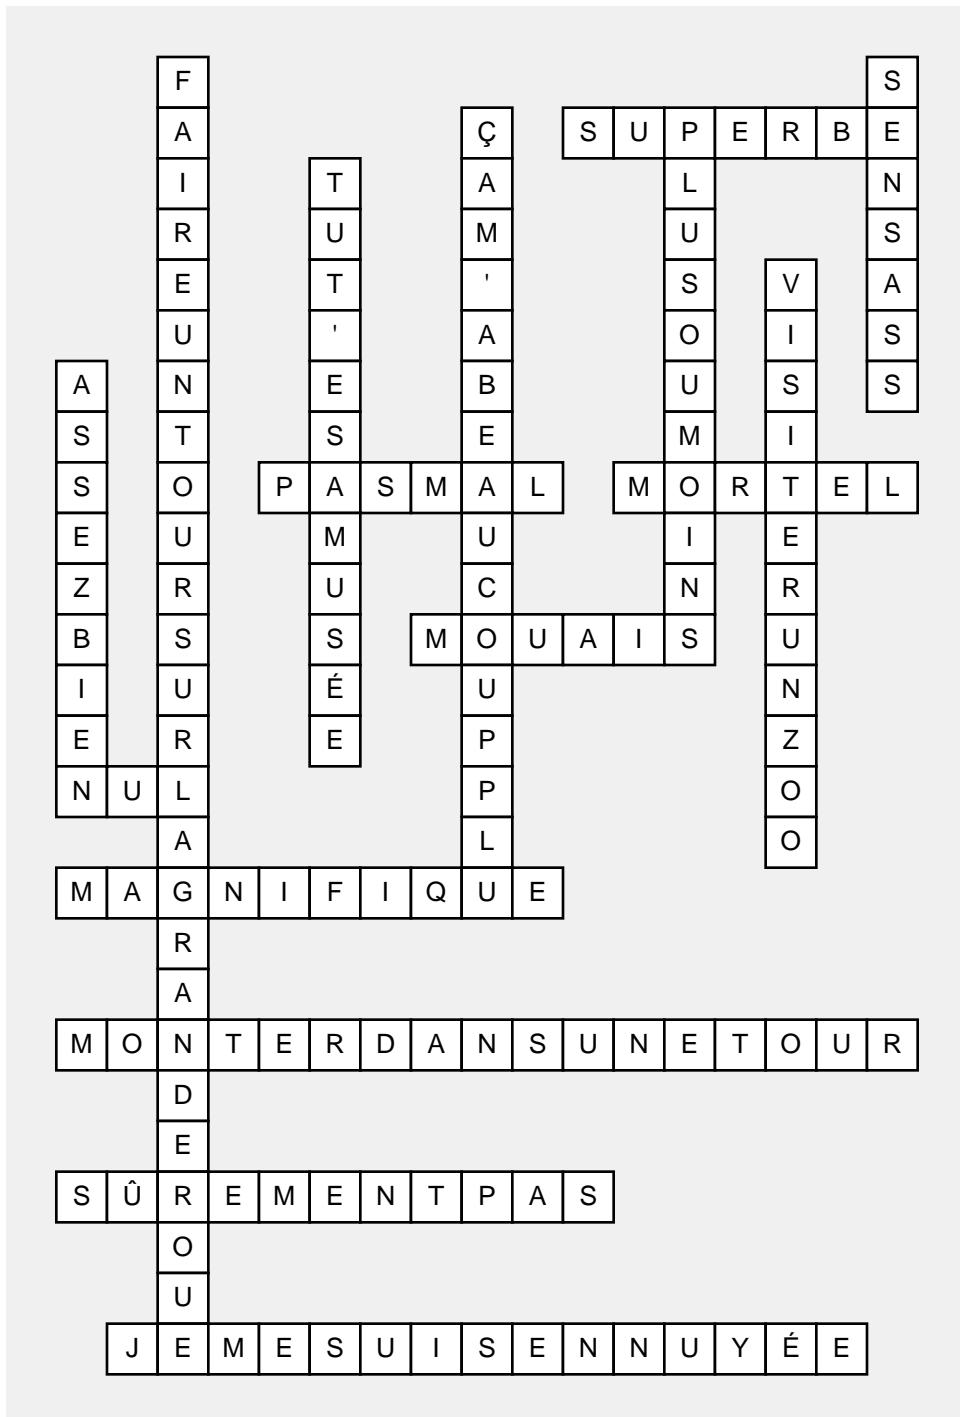 FAIREUNTOURSURLAGRANDEROUE
SENSASS
ÇAM'ABEAUCOUPPLU
SUPERBE
PLUSOUMOINS
TUT'ESAMUSÉE
VISITERUNZOO
ASSEZBIEN
PASMAL
MORTEL
MOUAIS
NUL
MAGNIFIQUE
MONTERDANSUNETOUR
SÛREMENTPAS
JEMESUISENNUYÉE